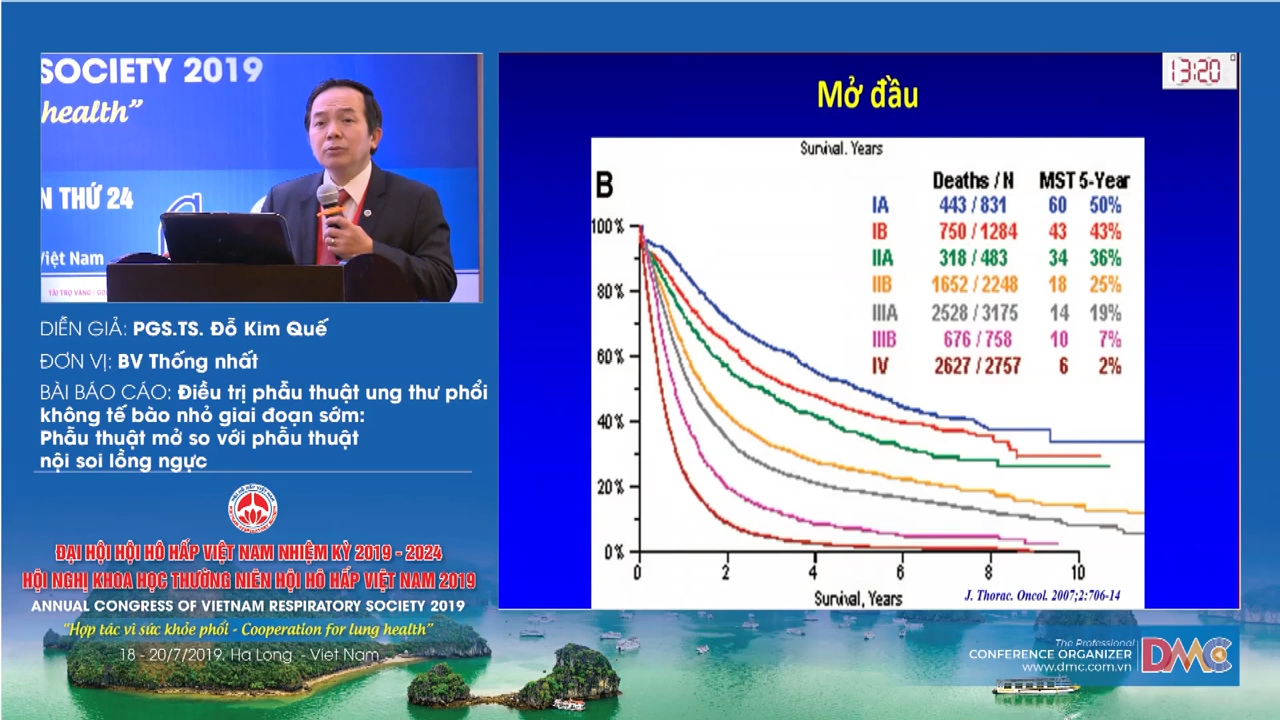 SOCIETY 2019
health”
N THỨ 24
Việt Nam
TÀI TRỢ VÀNG
DIỄN GIẢ: PGS.TS. Đỗ Kim Quế
ĐƠN VỊ: BV Thống nhất
BÀI BÁO CÁO: Điều trị phẫu thuật ung thư phổi
không tế bào nhỏ giai đoạn sớm:
Phẫu thuật mở so với phẫu thuật
nội soi lồng ngực
ĐẠI HỘI HỘI HÔ HẤP VIỆT NAM NHIỆM KỲ 2019 - 2024
HỘI NGHỊ KHOA HỌC THƯỜNG NIÊN HỘI HÔ HẤP VIỆT NAM 2019
ANNUAL CONGRESS OF VIETNAM RESPIRATORY SOCIETY 2019
“Hợp tác vì sức khỏe phổi - Cooperation for lung health”
18 - 20/7/2019. Ha Long - Viet Nam
13:20
Mở đầu
Survival, Years
B
Deaths / N MST 5-Year
IA 443 / 831 60 50%
IB 750 / 1284 43 43%
IIA 318 / 483 34 36%
IIB 1652 / 2248 18 25%
IIIA 2528 / 3175 14 19%
IIIB 676 / 758 10 7%
IV 2627 / 2757 6 2%
100%
80%
60%
40%
20%
0%
0 2 4 6 8 10
Survival, Years
J. Thorac. Oncol. 2007;2:706-14
The Professional
CONFERENCE ORGANIZER
www.dmc.com.vn
DMC